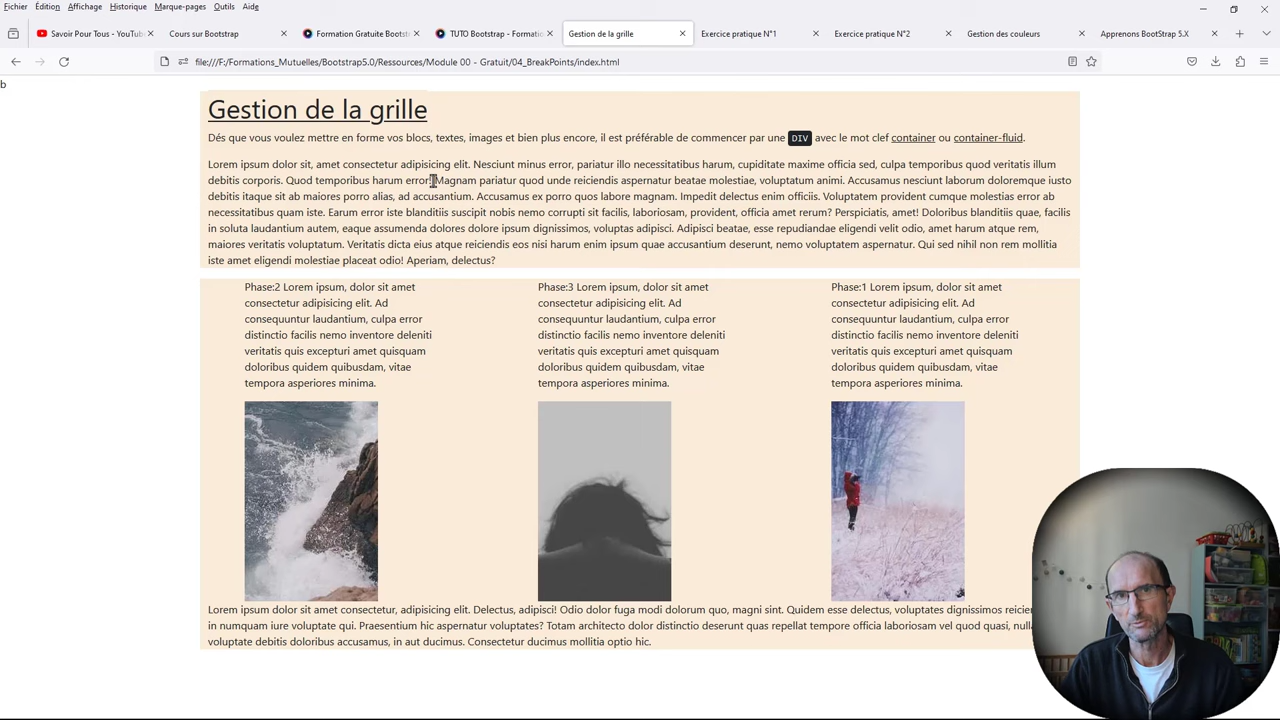 Fichier Édition Affichage Historique Marque-pages Outils Aide
Savoir Pour Tous - YouTub Cours sur Bootstrap Formation Gratuite Bootst TUTO Bootstrap - Formation Gestion de la grille Exercice pratique N°1 Exercice pratique N°2 Gestion des couleurs Apprenons BootStrap 5.X
file:///F:/Formations_Mutuelles/Bootstrap5.0/Ressources/Module 00 - Gratuit/04_BreakPoints/index.html
b
Gestion de la grille
Dés que vous voulez mettre en forme vos blocs, textes, images et bien plus encore, il est préférable de commencer par une DIV avec le mot clef container ou container-fluid.
Lorem ipsum dolor sit, amet consectetur adipisicing elit. Nesciunt minus error, pariatur illo necessitatibus harum, cupiditate maxime officia sed, culpa temporibus quod veritatis illum
debitis corporis. Quod temporibus harum error! Magnam pariatur quod unde reiciendis aspernatur beatae molestiae, voluptatum animi. Accusamus nesciunt laborum doloremque iusto
debitis itaque sit ab maiores porro alias, ad accusantium. Accusamus ex porro quos labore magnam. Impedit delectus enim officiis. Voluptatem provident cumque molestias error ab
necessitatibus quam iste. Earum error iste blanditiis suscipit nobis nemo corrupti sit facilis, laboriosam, provident, officia amet rerum? Perspiciatis, amet! Doloribus blanditiis quae, facilis
in soluta laudantium autem, eaque assumenda dolores dolore ipsum dignissimos, voluptas adipisci. Adipisci beatae, esse repudiandae eligendi velit odio, amet harum atque rem,
maiores veritatis voluptatum. Veritatis dicta eius atque reiciendis eos nisi harum enim ipsum quae accusantium deserunt, nemo voluptatem aspernatur. Qui sed nihil non rem mollitia
iste amet eligendi molestiae placeat odio! Aperiam, delectus?
Phase:2 Lorem ipsum, dolor sit amet
consectetur adipisicing elit. Ad
consequuntur laudantium, culpa error
distinctio facilis nemo inventore deleniti
veritatis quis excepturi amet quisquam
doloribus quidem quibusdam, vitae
tempora asperiores minima.
Phase:3 Lorem ipsum, dolor sit amet
consectetur adipisicing elit. Ad
consequuntur laudantium, culpa error
distinctio facilis nemo inventore deleniti
veritatis quis excepturi amet quisquam
doloribus quidem quibusdam, vitae
tempora asperiores minima.
Phase:1 Lorem ipsum, dolor sit amet
consectetur adipisicing elit. Ad
consequuntur laudantium, culpa error
distinctio facilis nemo inventore deleniti
veritatis quis excepturi amet quisquam
doloribus quidem quibusdam, vitae
tempora asperiores minima.
Lorem ipsum dolor sit amet consectetur, adipisicing elit. Delectus, adipisci! Odio dolor fuga modi dolorum quo, magni sint. Quidem esse delectus, voluptates dignissimos reicien
in numquam iure voluptate qui. Praesentium hic aspernatur voluptates? Totam architecto dolor distinctio deserunt quas repellat tempore officia laboriosam vel quod quasi, null
voluptate debitis doloribus accusamus, in aut ducimus. Consectetur ducimus mollitia optio hic.